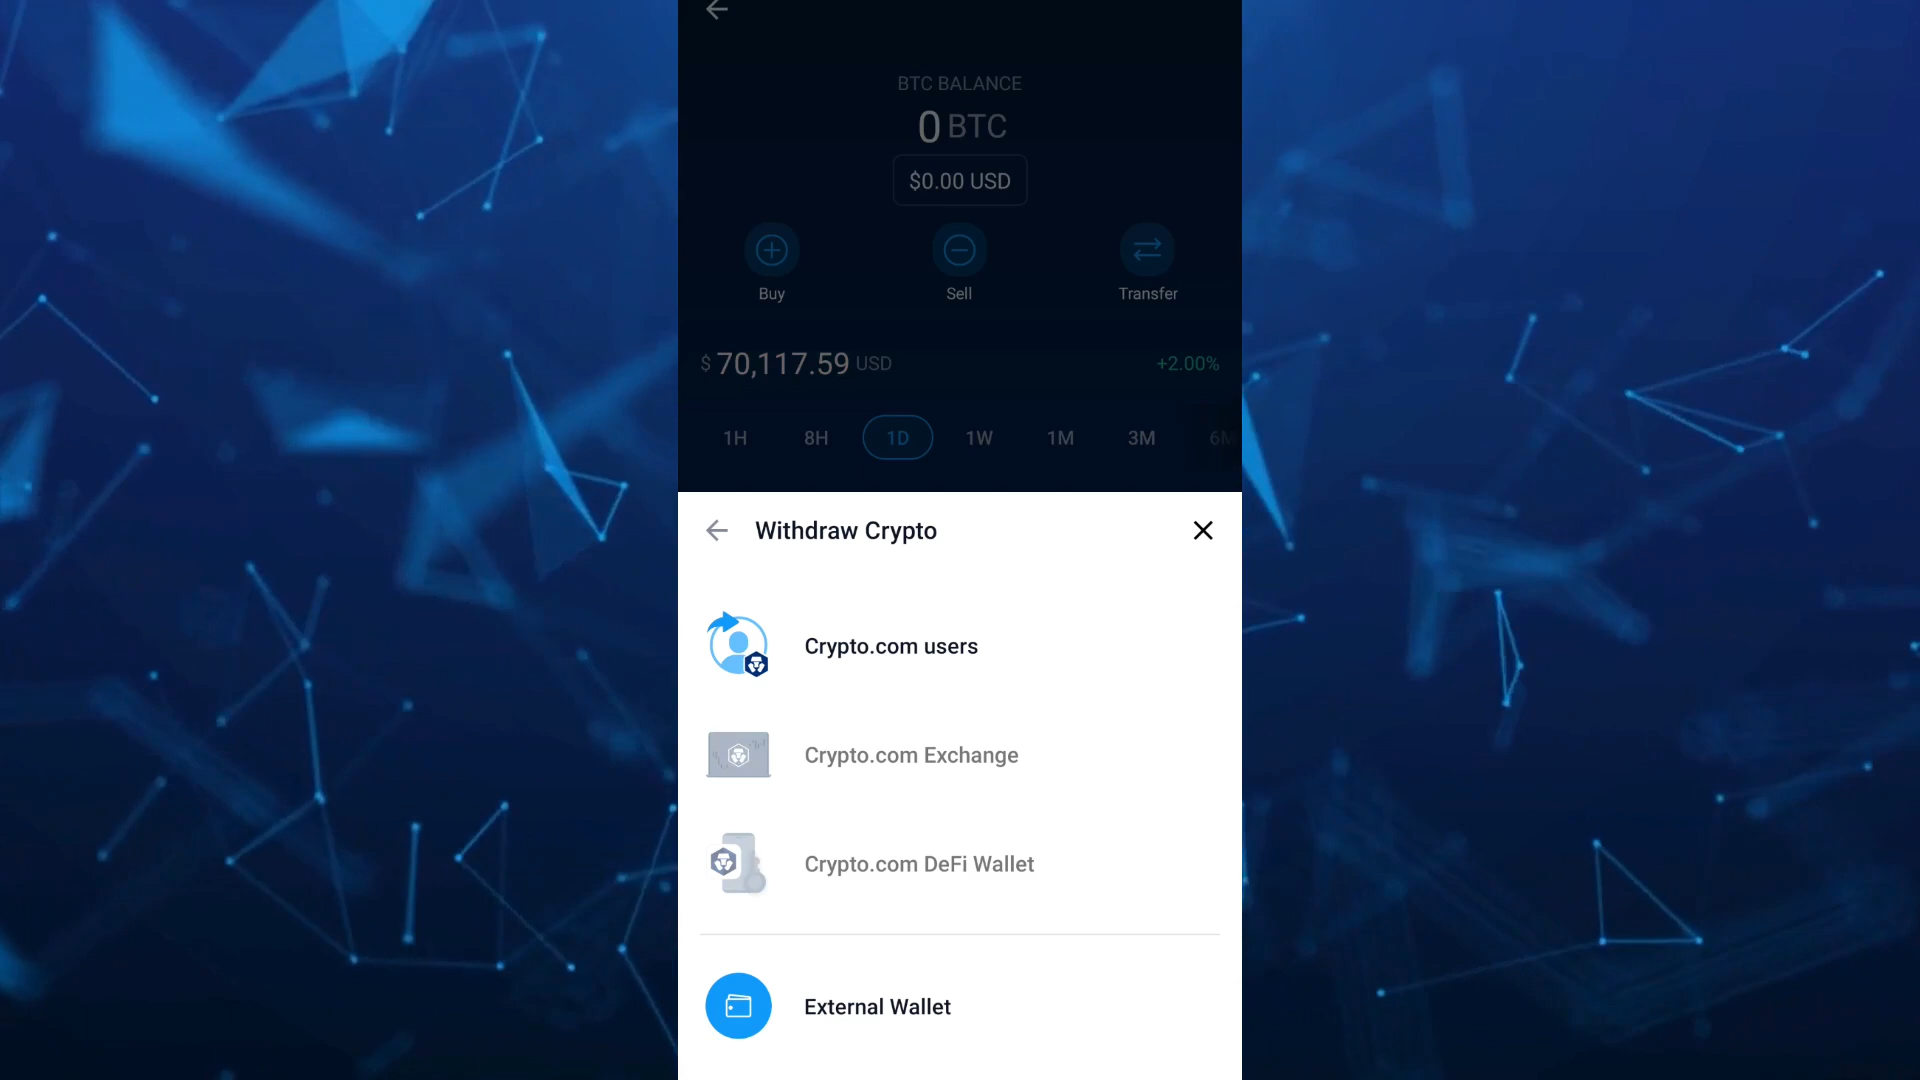 BTC BALANCE
0 BTC
$0.00 USD
Buy Sell Transfer
$ 70,117.59 USD +2.00%
1H 8H 1D 1W 1M 3M 6M
Withdraw Crypto
Crypto.com users
Crypto.com Exchange
Crypto.com DeFi Wallet
External Wallet